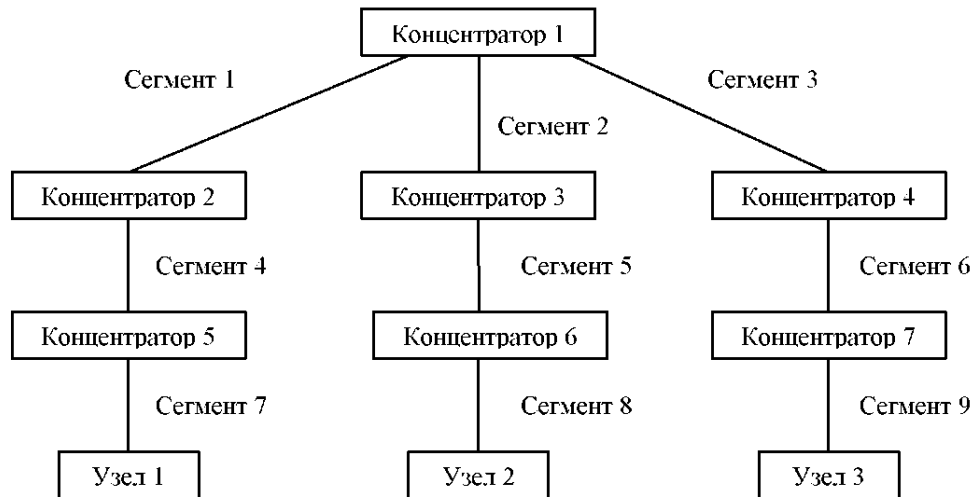 Концентратор 1
Сегмент 1
Сегмент 3
Сегмент 2
Концентратор 2
Концентратор 3
Концентратор 4
Сегмент 4
Сегмент 5
Сегмент 6
Концентратор 5
Концентратор 6
Концентратор 7
Сегмент 7
Сегмент 8
Сегмент 9
Узел 1
Узел 2
Узел 3